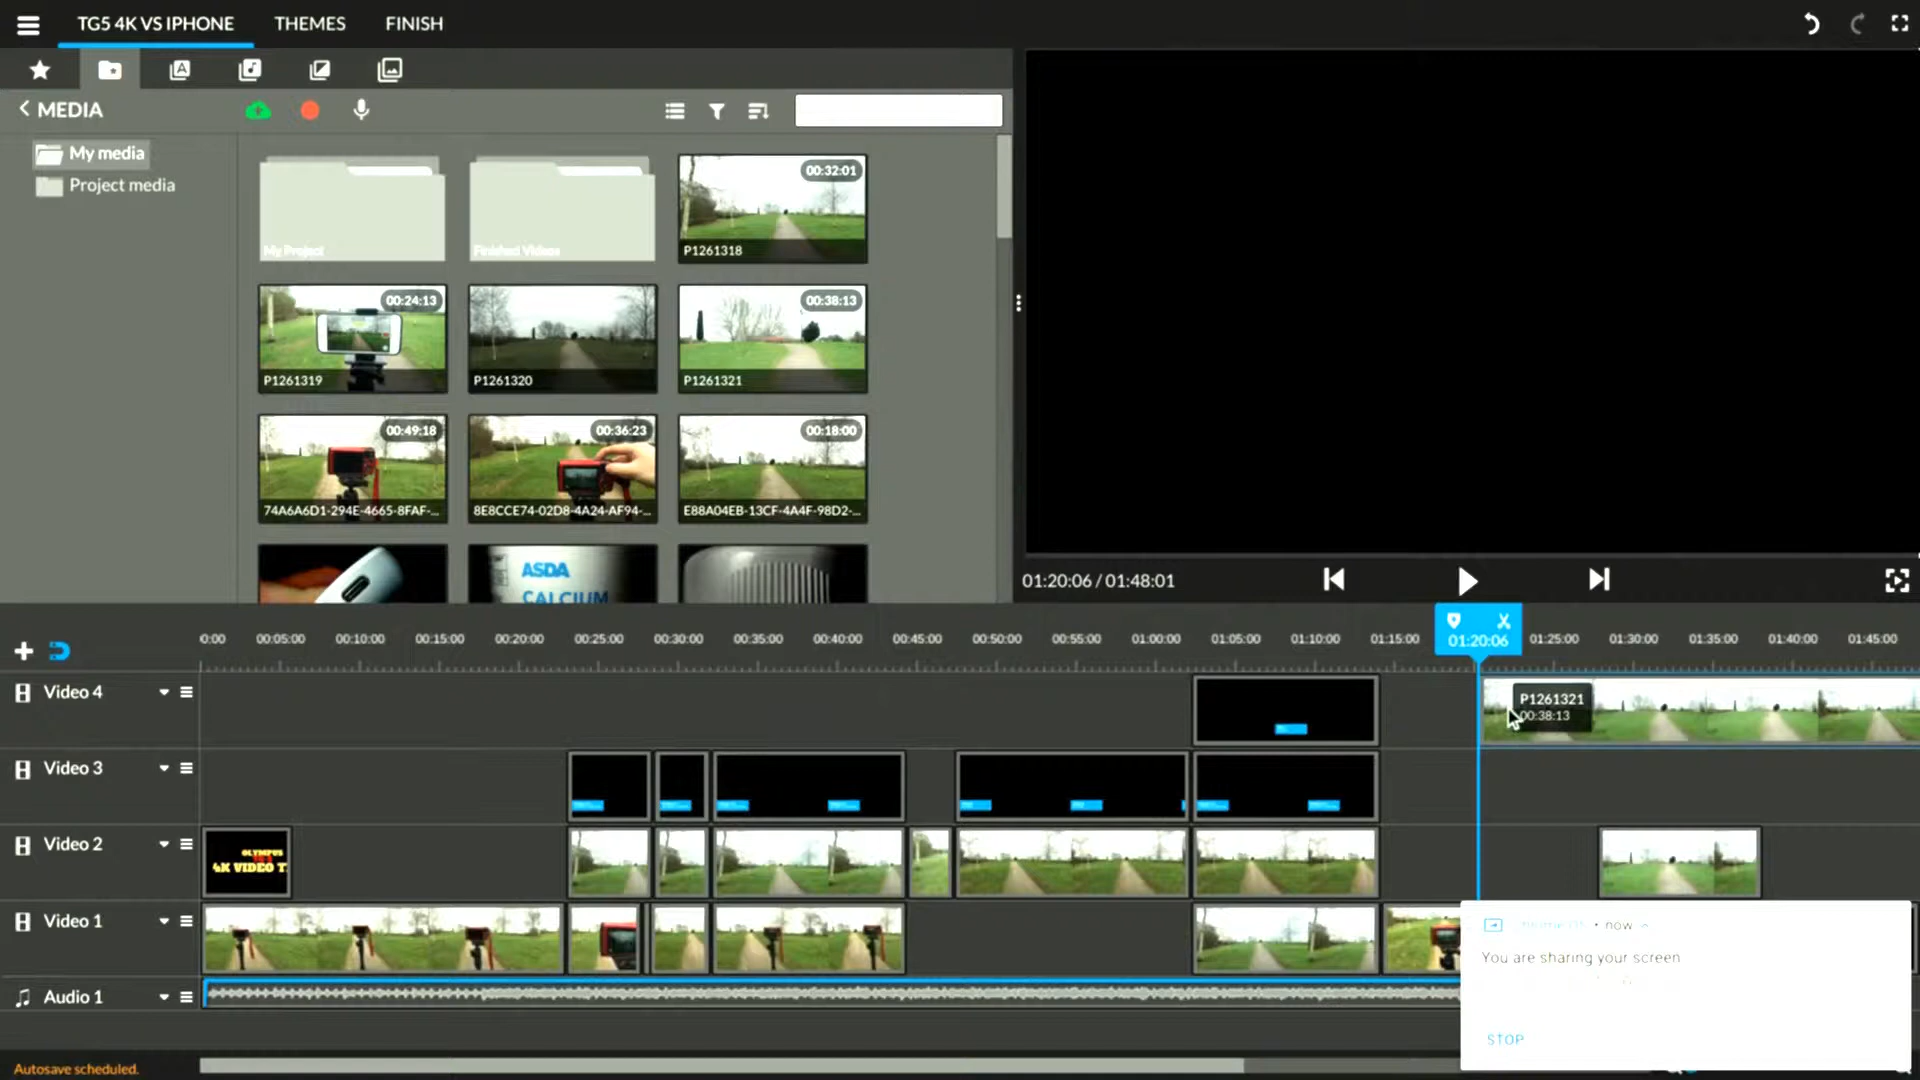 TG5 4K VS IPHONE THEMES FINISH
MEDIA
My media
Project media
My Project
Finished Videos
00:32:01
P1261318
00:24:13
P1261319
P1261320
00:38:13
P1261321
00:49:18
74A6A6D1-294E-4665-8FAF-...
00:36:23
8E8CCE74-02D8-4A24-AF94-...
00:18:00
E88A04EB-13CF-4A4F-98D2-...
ASDA
CALCIUM
01:20:06 / 01:48:01
0:00 00:05:00 00:10:00 00:15:00 00:20:00 00:25:00 00:30:00 00:35:00 00:40:00 00:45:00 00:50:00 00:55:00 01:00:00 01:05:00 01:10:00 01:15:00 01:20:06 01:25:00 01:30:00 01:35:00 01:40:00 01:45:00
Video 4
P1261321
00:38:13
Video 3
Video 2
OLYMPUS
4K VIDEO T
Video 1
Audio 1
Chrome OS • now
You are sharing your screen
STOP
Autosave scheduled.